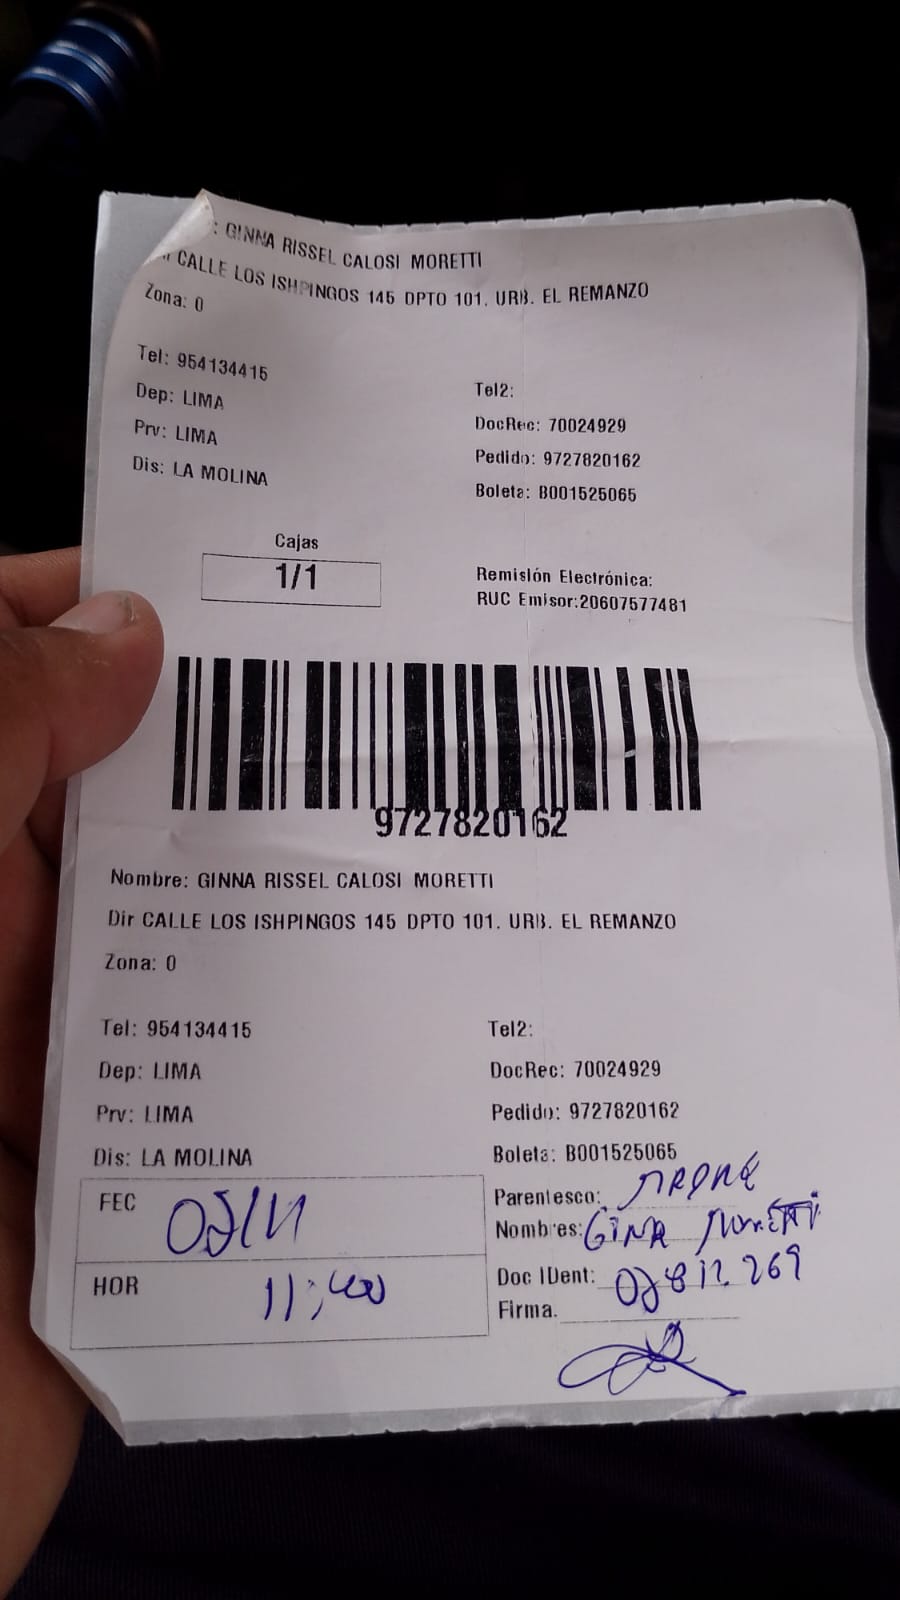 : GINNA RISSEL CALOSI MORETTI
CALLE LOS ISHPINGOS 145 DPTO 101. URB. EL REMANZO
Zona: 0
Tel: 954134415
Tel2:
Dep: LIMA
DocRec: 70024929
Prv: LIMA
Pedido: 9727820162
Dis: LA MOLINA
Boleta: B001525065
Cajas
1/1
Remisión Electrónica:
RUC Emisor:20607577481
9727820162
Nombre: GINNA RISSEL CALOSI MORETTI
Dir CALLE LOS ISHPINGOS 145 DPTO 101. URB. EL REMANZO
Zona: 0
Tel: 954134415
Tel2:
Dep: LIMA
DocRec: 70024929
Prv: LIMA
Pedido: 9727820162
Dis: LA MOLINA
Boleta: B001525065
FEC
Parentesco: MADRE
Nombres: GINA Moretti
HOR 11:40
Doc IDent:
Firma.